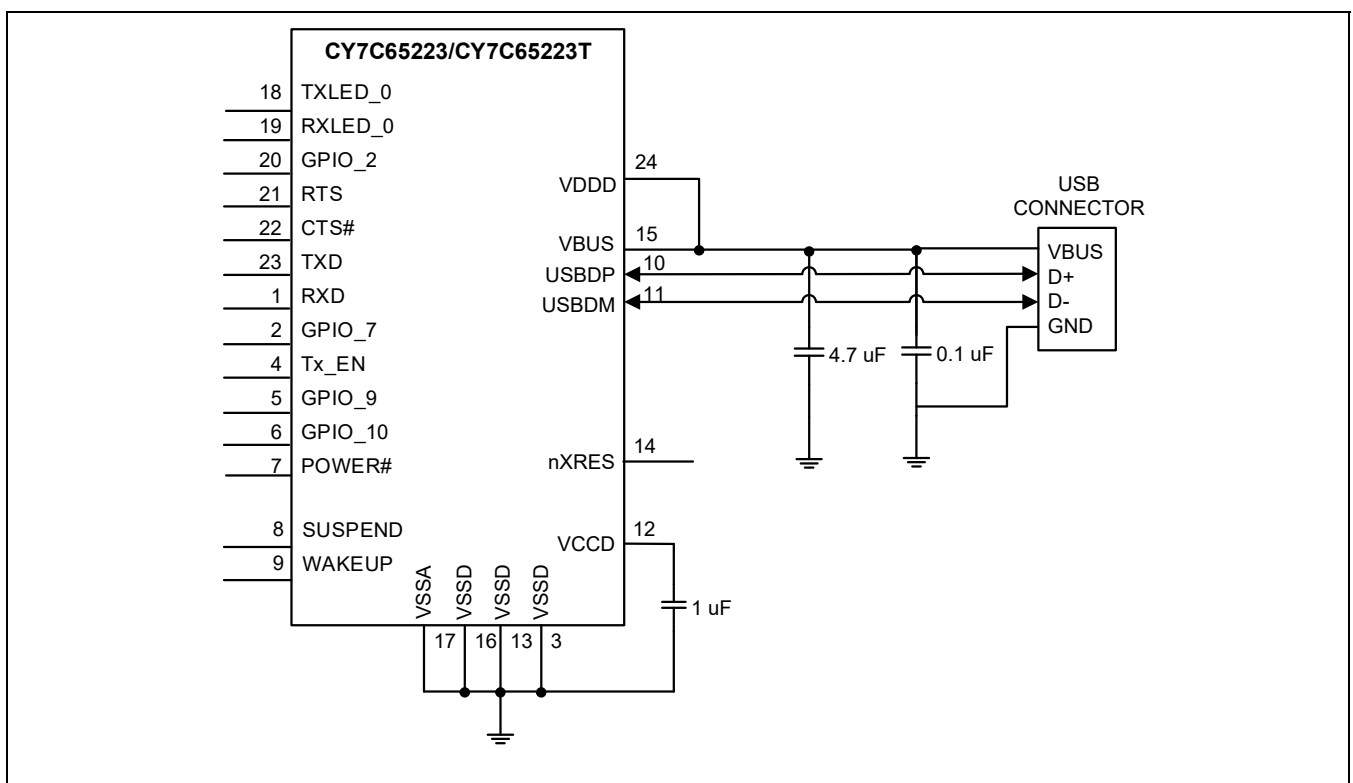 CY7C65223/CY7C65223T
18 TXLED_0
19 RXLED_0
20 GPIO_2
21 RTS
22 CTS#
23 TXD
1 RXD
2 GPIO_7
4 Tx_EN
5 GPIO_9
6 GPIO_10
7 POWER#
8 SUSPEND
9 WAKEUP
VDDD 24
VBUS 15
USBDP 10
USBDM 11
nXRES 14
VCCD 12
VSSA
VSSD
VSSD
VSSD
17 16 13 3
4.7 uF
0.1 uF
1 uF
USB
CONNECTOR
VBUS
D+
D-
GND